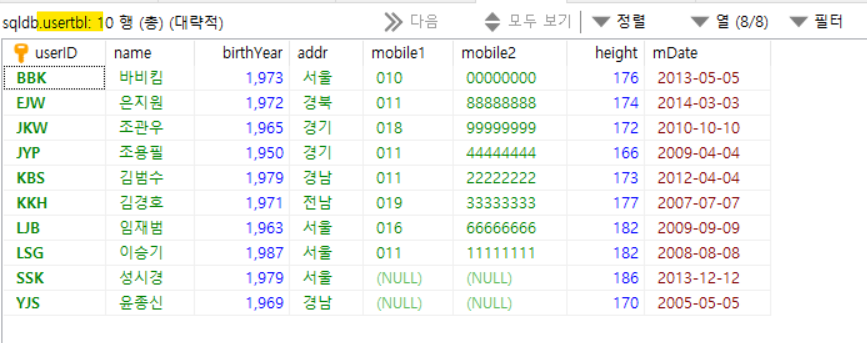 sqldb.usertbl: 10 행 (총) (대략적) 다음 모두 보기 정렬 열 (8/8) 필터
userID name birthYear addr mobile1 mobile2 height mDate
BBK 바비킴 1,973 서울 010 00000000 176 2013-05-05
EJW 은지원 1,972 경북 011 88888888 174 2014-03-03
JKW 조관우 1,965 경기 018 99999999 172 2010-10-10
JYP 조용필 1,950 경기 011 44444444 166 2009-04-04
KBS 김범수 1,979 경남 011 22222222 173 2012-04-04
KKH 김경호 1,971 전남 019 33333333 177 2007-07-07
LJB 임재범 1,963 서울 016 66666666 182 2009-09-09
LSG 이승기 1,987 서울 011 11111111 182 2008-08-08
SSK 성시경 1,979 서울 (NULL) (NULL) 186 2013-12-12
YJS 윤종신 1,969 경남 (NULL) (NULL) 170 2005-05-05